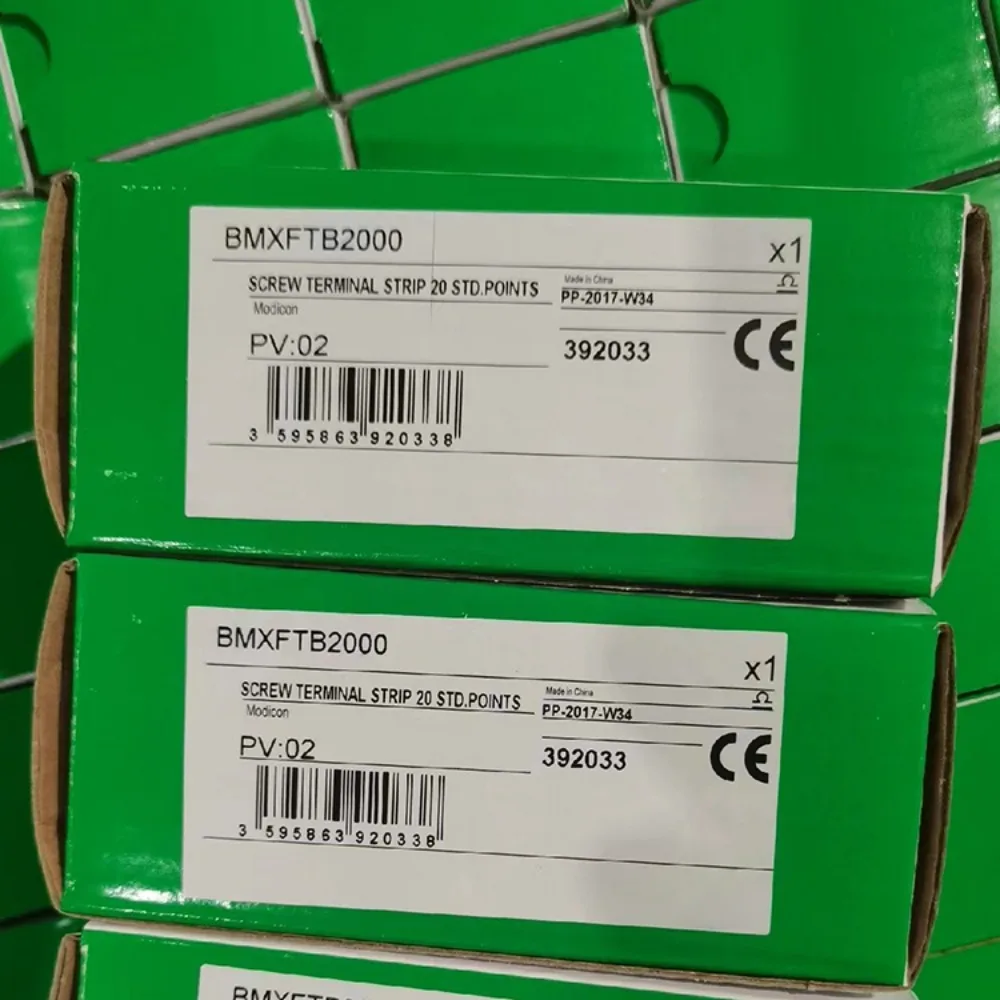 BMXFTB2000
x1
SCREW TERMINAL STRIP 20 STD.POINTS
Modicon
Made in China
PP-2017-W34
PV:02
392033
CE
3 595863 920338
BMXFTB2000
x1
SCREW TERMINAL STRIP 20 STD.POINTS
Modicon
Made in China
PP-2017-W34
PV:02
392033
CE
3 595863 920338